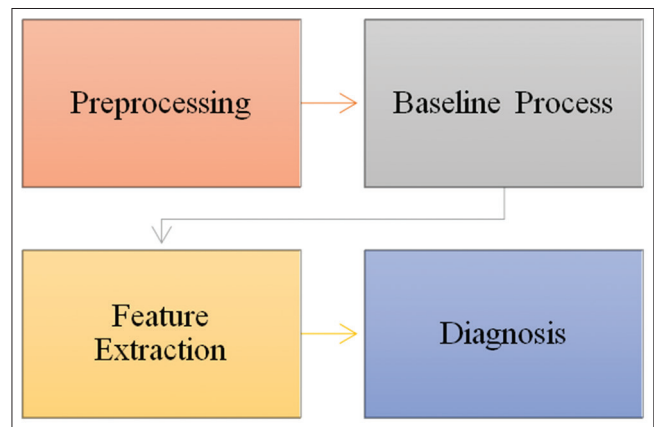 Preprocessing
Baseline Process
Feature
Extraction
Diagnosis